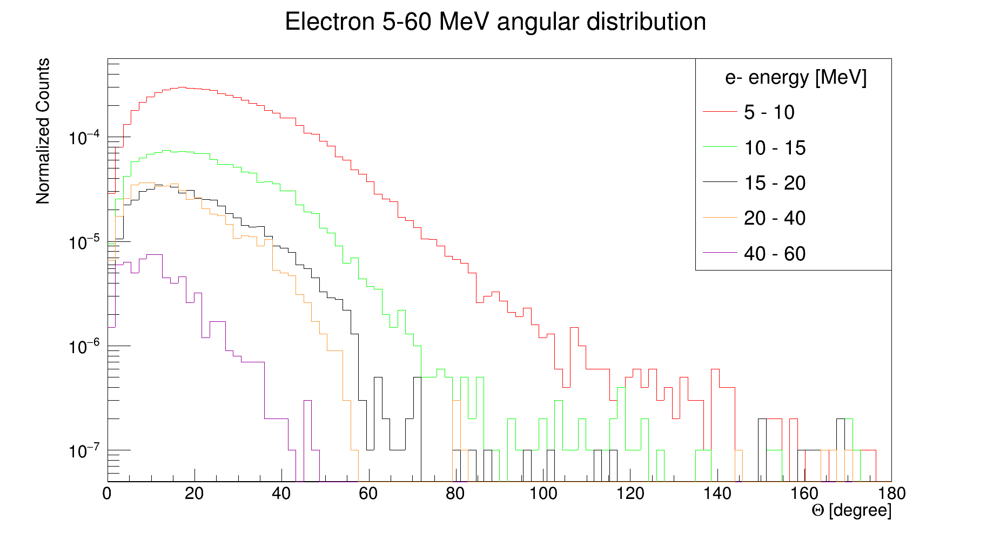 Electron 5-60 MeV angular distribution
Normalized Counts
e- energy [MeV]
5 - 10
10 - 15
15 - 20
20 - 40
40 - 60
10⁻⁴
10⁻⁵
10⁻⁶
10⁻⁷
0 20 40 60 80 100 120 140 160 180
Θ [degree]